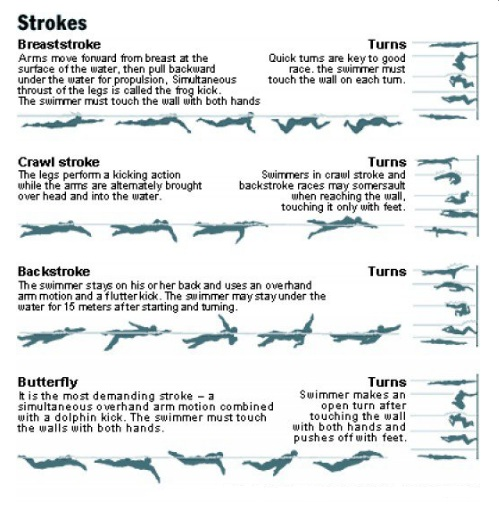 Strokes
Breaststroke
Arms move forward from breast at the
surface of the water, then pull backward
under the water for propulsion, Simultaneous
thrust of the legs is called the frog kick.
The swimmer must touch the wall with both hands
Turns
Quick turns are key to good
race. the swimmer must
touch the wall on each turn.
Crawl stroke
The legs perform a kicking action
while the arms are alternately brought
over head and into the water.
Turns
Swimmers in crawl stroke and
backstroke races may somersault
when reaching the wall,
touching it only with feet.
Backstroke
The swimmer stays on his or her back and uses an overhand
arm motion and a flutter kick. The swimmer may stay under the
water for 15 meters after starting and turning.
Turns
Butterfly
It is the most demanding stroke – a
simultaneous overhand arm motion combined
with a dolphin kick. The swimmer must touch
the walls with both hands.
Turns
Swimmer makes an
open turn after
touching the wall
with both hands and
pushes off with feet.